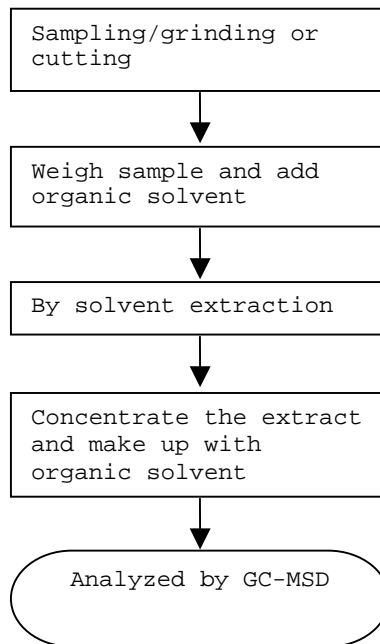 Sampling/grinding or
cutting
Weigh sample and add
organic solvent
By solvent extraction
Concentrate the extract
and make up with
organic solvent
Analyzed by GC-MSD